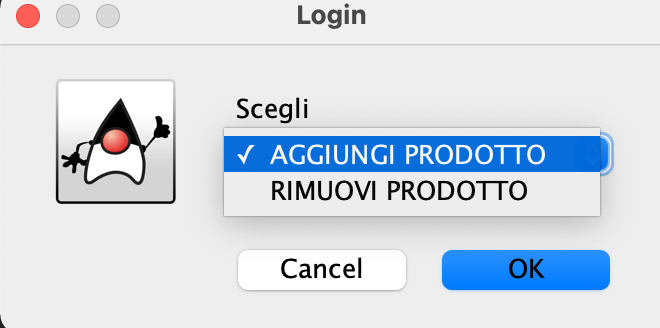 Login
Scegli
✓ AGGIUNGI PRODOTTO
RIMUOVI PRODOTTO
Cancel OK